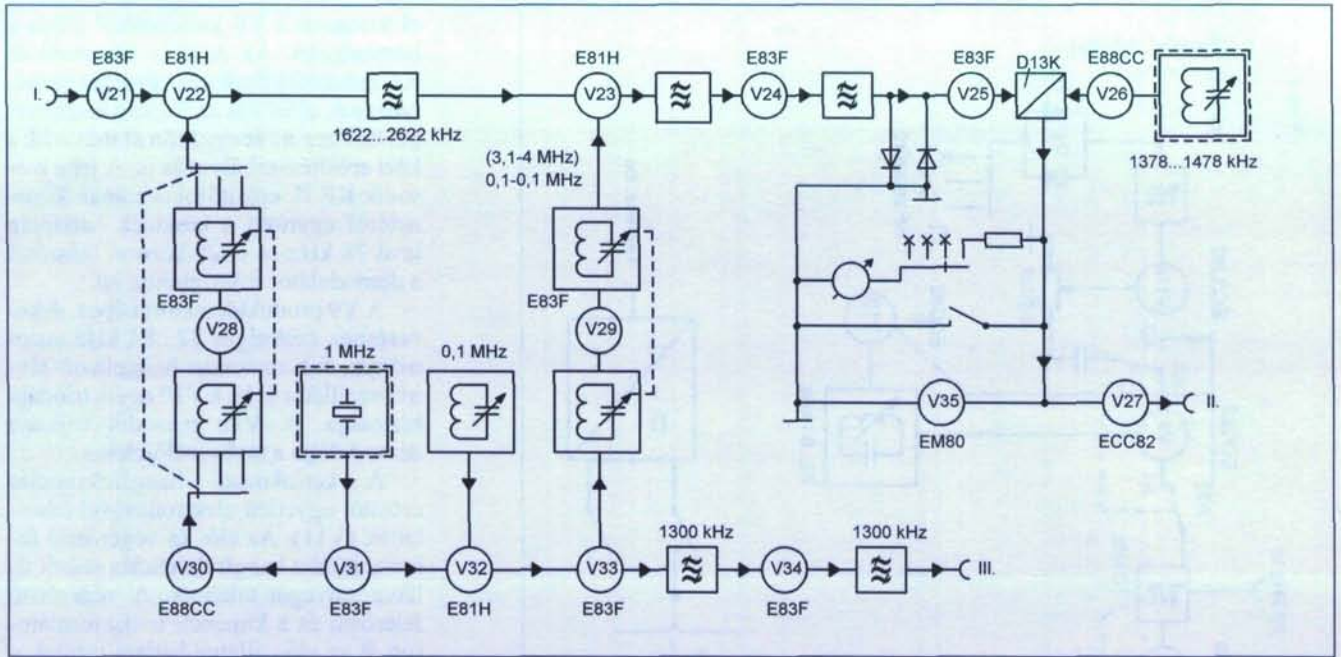 E83F E81H E81H E83F E83F D13K E88CC
I. V21 V22 V23 V24 V25 V26
1622...2622 kHz
1378...1478 kHz
(3,1-4 MHz)
0,1-0,1 MHz
E83F E83F
V28 1 MHz 0,1 MHz V29
V35 V27 II.
EM80 ECC82
1300 kHz 1300 kHz
V30 V31 V32 V33 V34 III.
E88CC E83F E81H E83F E83F